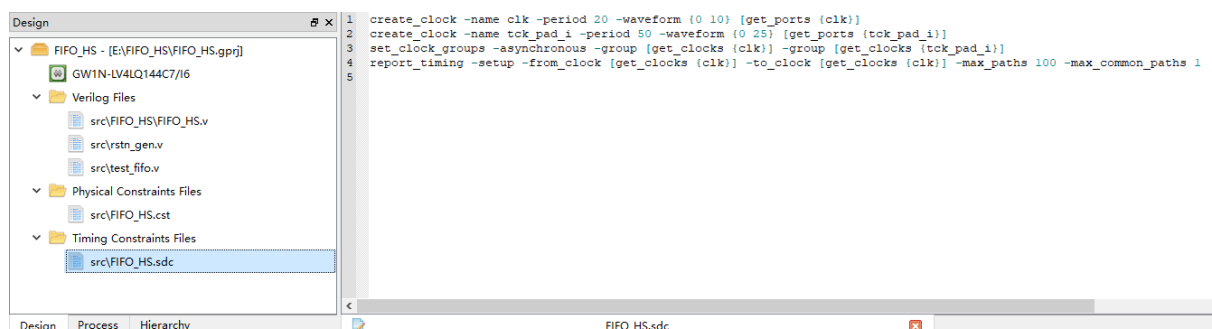 Design
FIFO_HS - [E:\FIFO_HS\FIFO_HS.gprj]
GW1N-LV4LQ144C7/I6
Verilog Files
src\FIFO_HS\FIFO_HS.v
src\rstn_gen.v
src\test_fifo.v
Physical Constraints Files
src\FIFO_HS.cst
Timing Constraints Files
src\FIFO_HS.sdc
Design Process Hierarchy
1 create_clock -name clk -period 20 -waveform {0 10} [get_ports {clk}]
2 create_clock -name tck_pad_i -period 50 -waveform {0 25} [get_ports {tck_pad_i}]
3 set_clock_groups -asynchronous -group [get_clocks {clk}] -group [get_clocks {tck_pad_i}]
4 report_timing -setup -from_clock [get_clocks {clk}] -to_clock [get_clocks {clk}] -max_paths 100 -max_common_paths 1
5
FIFO_HS.sdc